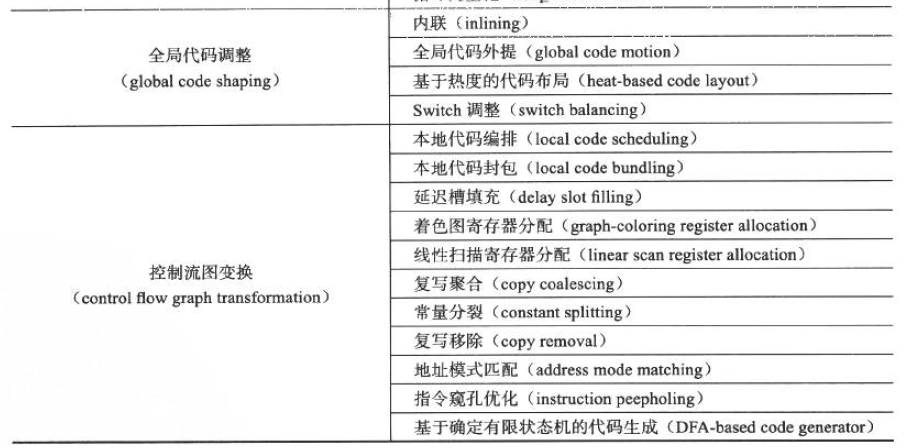 内联（inlining）
全局代码调整
（global code shaping）
全局代码外提（global code motion）
基于热度的代码布局（heat-based code layout）
Switch 调整（switch balancing）
控制流图变换
（control flow graph transformation）
本地代码编排（local code scheduling）
本地代码封包（local code bundling）
延迟槽填充（delay slot filling）
着色图寄存器分配（graph-coloring register allocation）
线性扫描寄存器分配（linear scan register allocation）
复写聚合（copy coalescing）
常量分裂（constant splitting）
复写移除（copy removal）
地址模式匹配（address mode matching）
指令窥孔优化（instruction peepholing）
基于确定有限状态机的代码生成（DFA-based code generator）